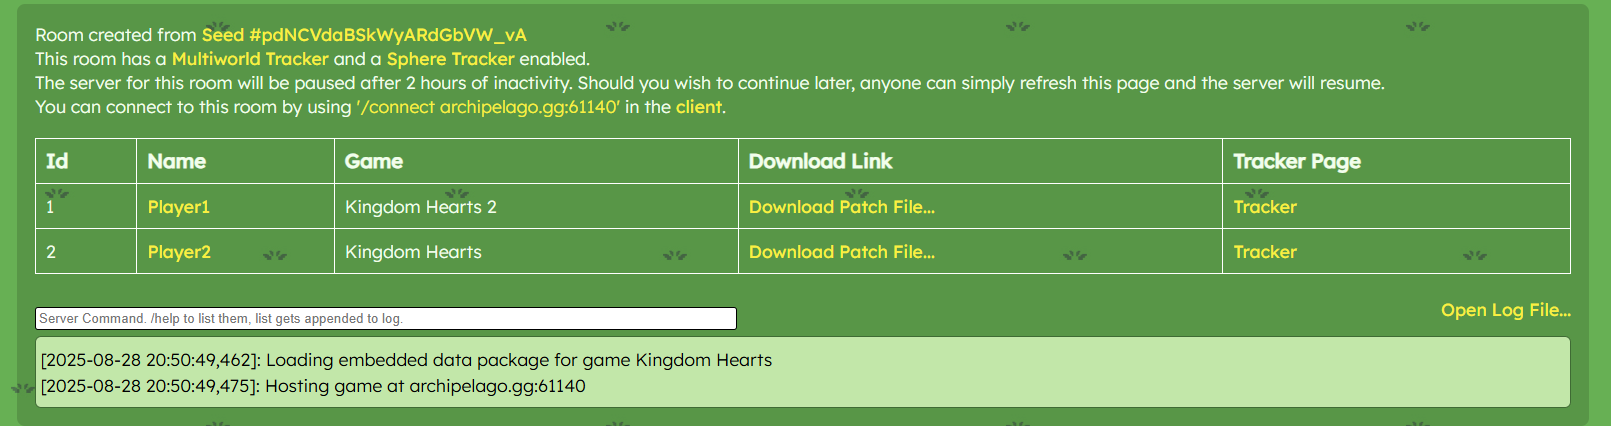 Room created from Seed #pdNCVdaBSkWyARdGbVW_vA
This room has a Multiworld Tracker and a Sphere Tracker enabled.
The server for this room will be paused after 2 hours of inactivity. Should you wish to continue later, anyone can simply refresh this page and the server will resume.
You can connect to this room by using '/connect archipelago.gg:61140' in the client.
Id Name Game Download Link Tracker Page
1 Player1 Kingdom Hearts 2 Download Patch File... Tracker
2 Player2 Kingdom Hearts Download Patch File... Tracker
Open Log File...
Server Command. /help to list them, list gets appended to log.
[2025-08-28 20:50:49,462]: Loading embedded data package for game Kingdom Hearts
[2025-08-28 20:50:49,475]: Hosting game at archipelago.gg:61140